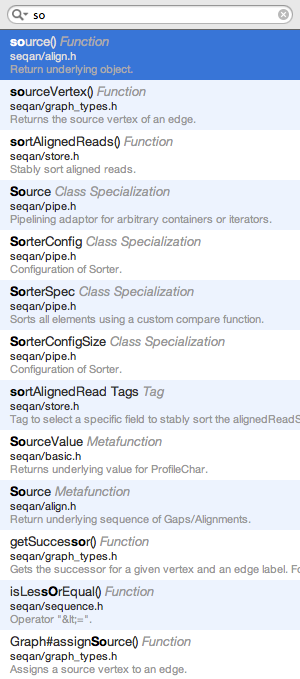 so
source() Function
seqan/align.h
Return underlying object.
sourceVertex() Function
seqan/graph_types.h
Returns the source vertex of an edge.
sortAlignedReads() Function
seqan/store.h
Stably sort aligned reads.
Source Class Specialization
seqan/pipe.h
Pipelining adaptor for arbitrary containers or iterators.
SorterConfig Class Specialization
seqan/pipe.h
Configuration of Sorter.
SorterSpec Class Specialization
seqan/pipe.h
Sorts all elements using a custom compare function.
SorterConfigSize Class Specialization
seqan/pipe.h
Configuration of Sorter.
sortAlignedRead Tags Tag
seqan/store.h
Tag to select a specific field to stably sort the alignedReadS
SourceValue Metafunction
seqan/basic.h
Returns underlying value for ProfileChar.
Source Metafunction
seqan/align.h
Return underlying sequence of Gaps/Alignments.
getSuccessor() Function
seqan/graph_types.h
Gets the successor for a given vertex and an edge label. Fo
isLessOrEqual() Function
seqan/sequence.h
Operator "&lt;=".
Graph#assignSource() Function
seqan/graph_types.h
Assigns a source vertex to an edge.